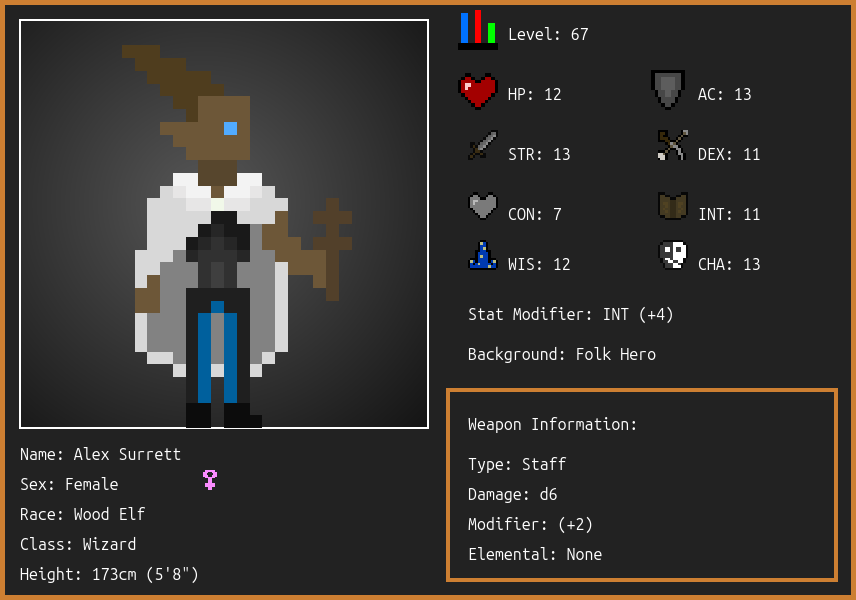 Level: 67
HP: 12
AC: 13
STR: 13
DEX: 11
CON: 7
INT: 11
WIS: 12
CHA: 13
Stat Modifier: INT (+4)
Background: Folk Hero
Weapon Information:
Type: Staff
Damage: d6
Modifier: (+2)
Elemental: None
Name: Alex Surrett
Sex: Female
Race: Wood Elf
Class: Wizard
Height: 173cm (5'8")